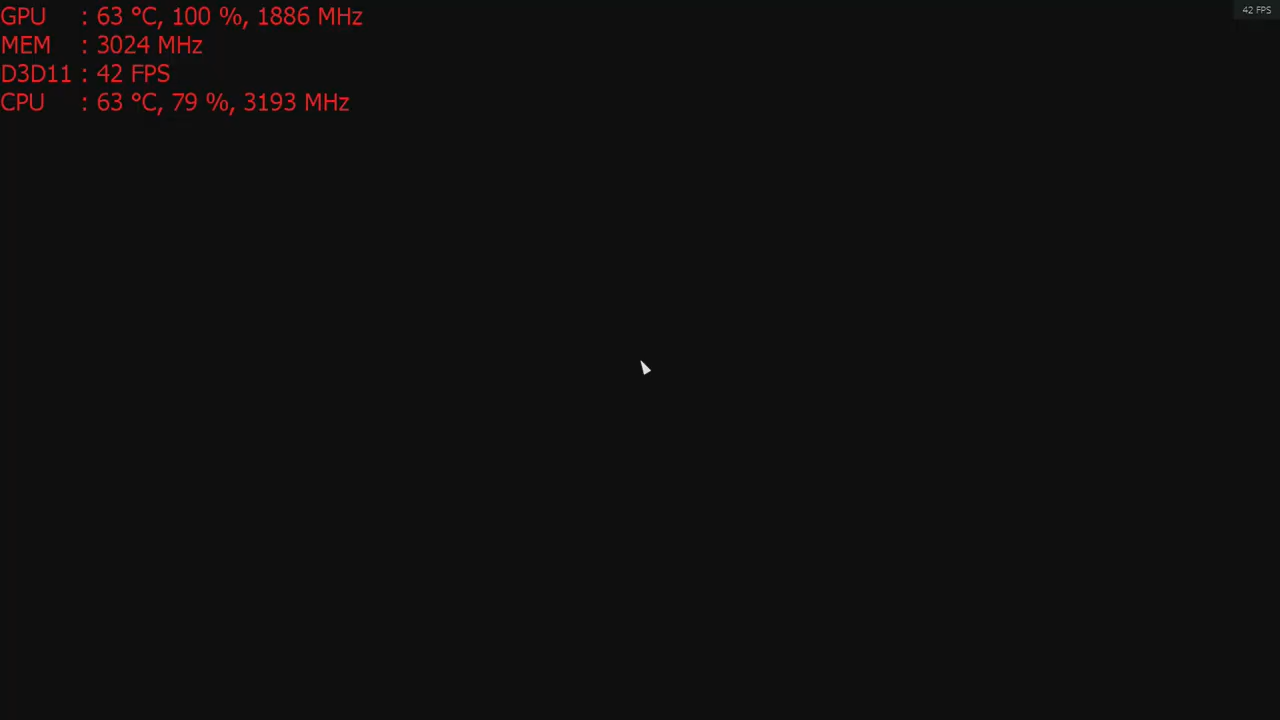 GPU : 63 °C, 100 %, 1886 MHz
42 FPS
MEM : 3024 MHz
D3D11 : 42 FPS
CPU : 63 °C, 79 %, 3193 MHz